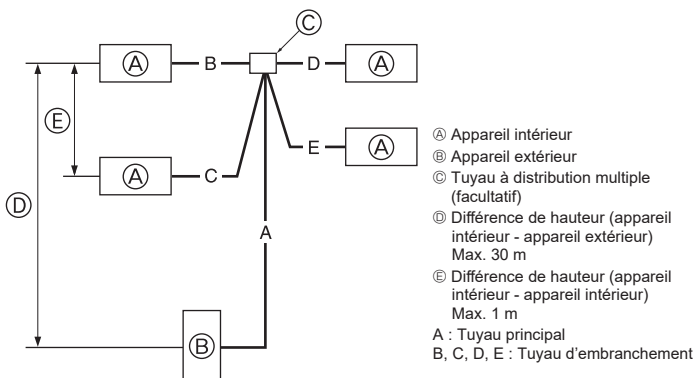 Ⓒ
Ⓐ B D Ⓐ
Ⓔ
E Ⓐ
Ⓐ C
Ⓓ
A
Ⓑ
Ⓐ Appareil intérieur
Ⓑ Appareil extérieur
Ⓒ Tuyau à distribution multiple
(facultatif)
Ⓓ Différence de hauteur (appareil
intérieur - appareil extérieur)
Max. 30 m
Ⓔ Différence de hauteur (appareil
intérieur - appareil intérieur)
Max. 1 m
A : Tuyau principal
B, C, D, E : Tuyau d’embranchement